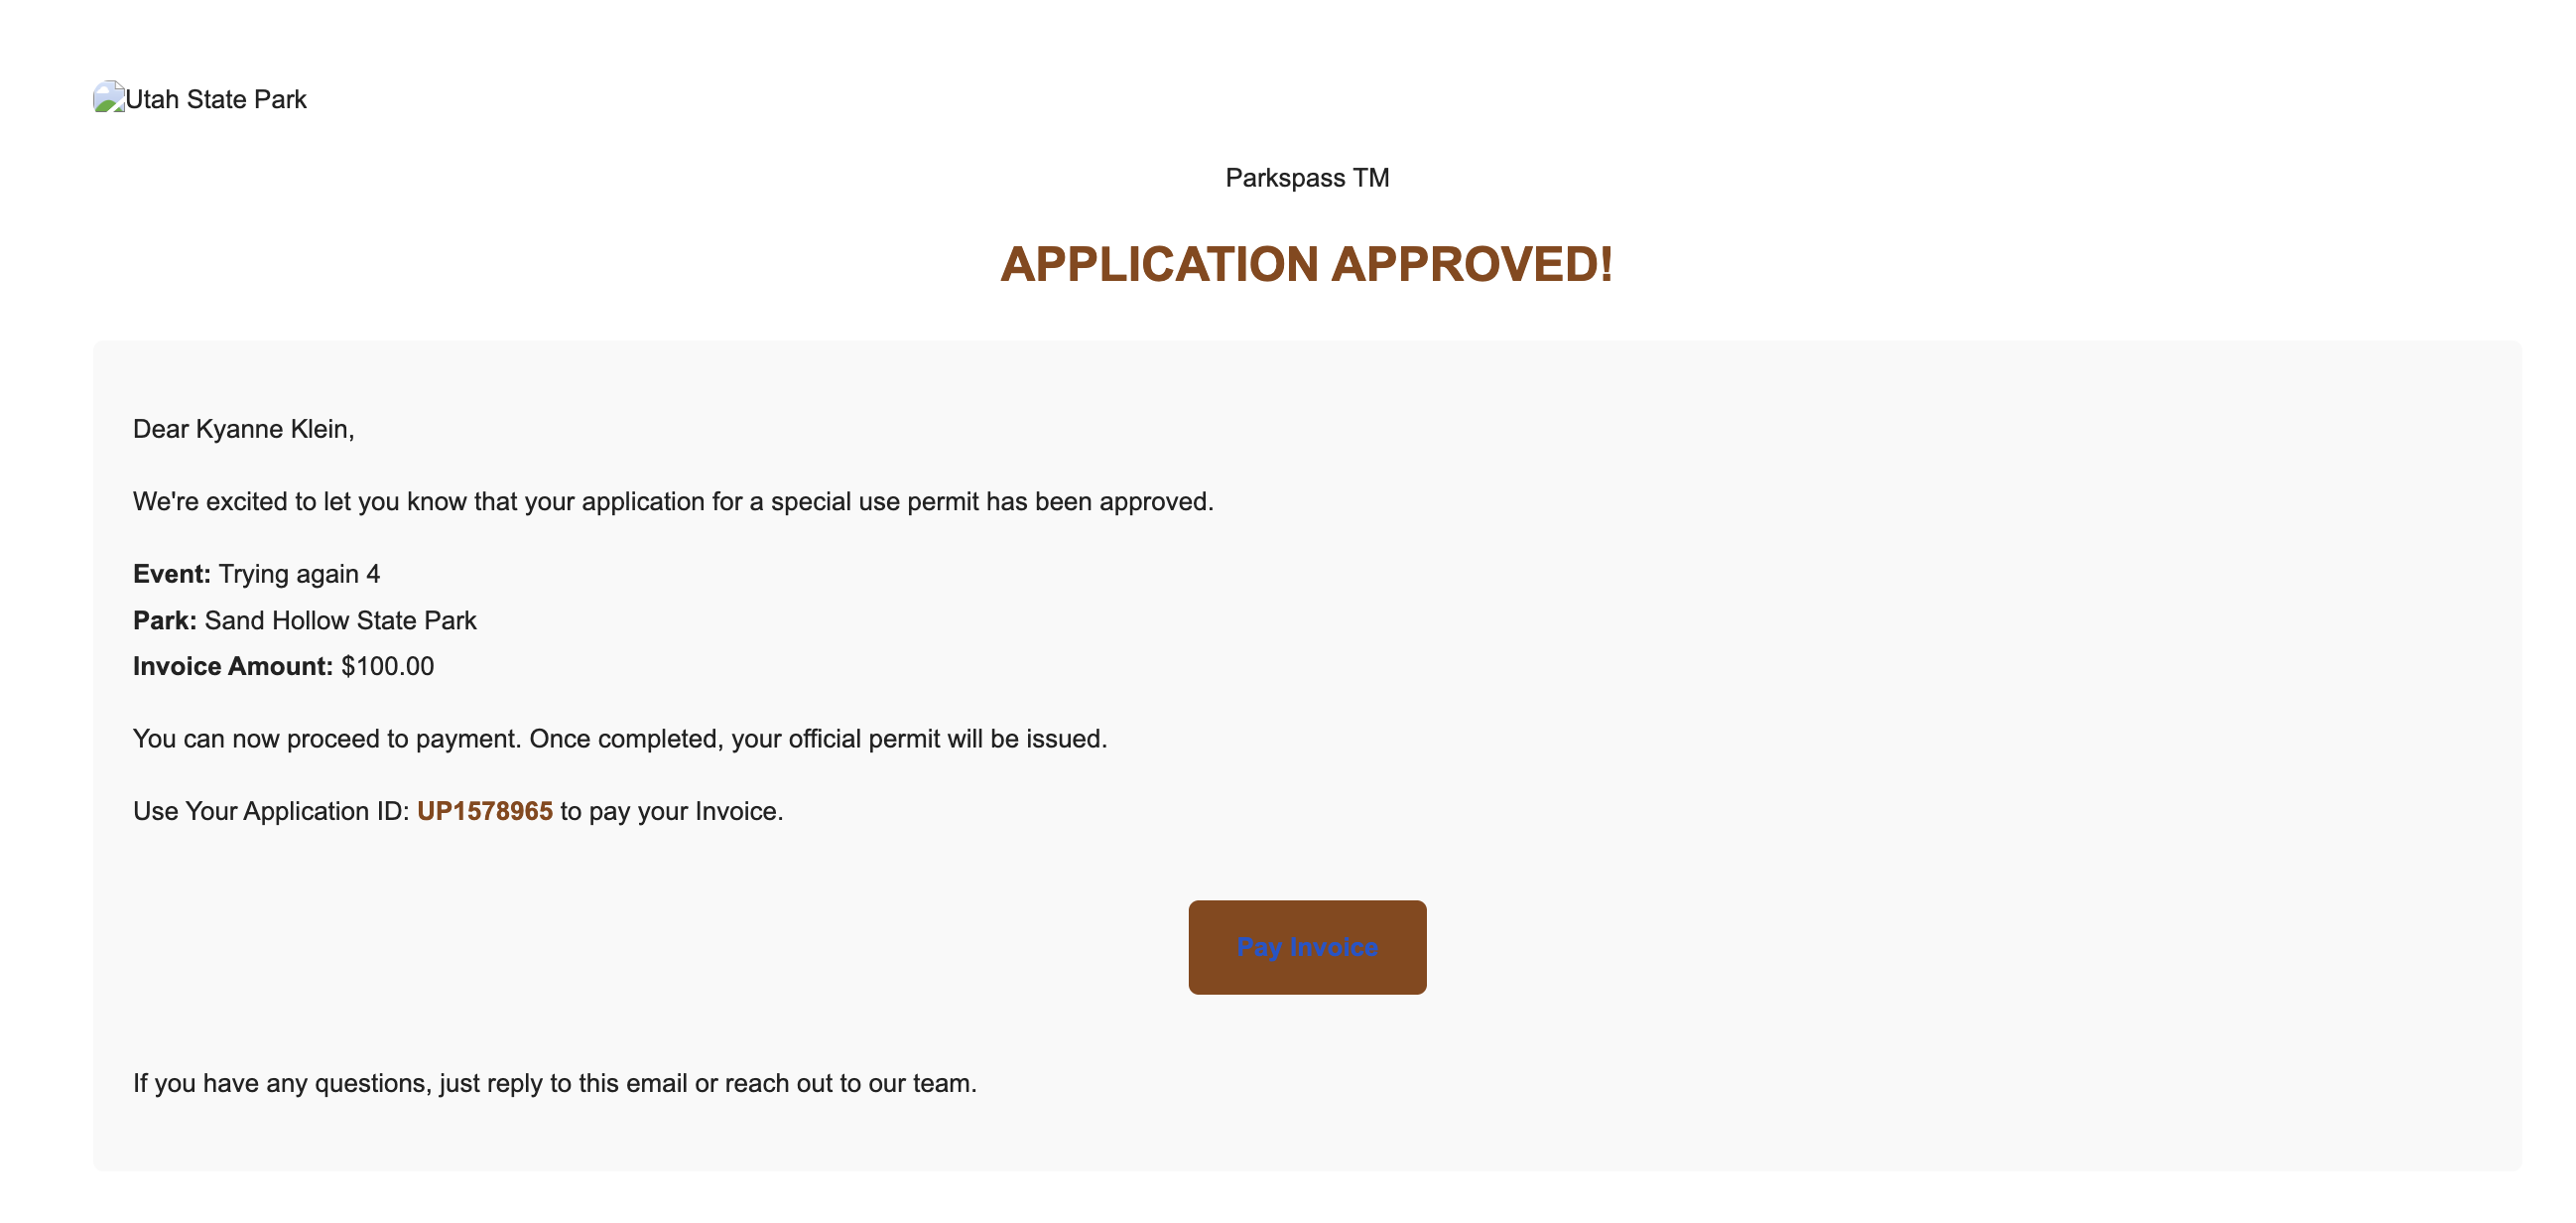 Utah State Park
Parkspass TM
APPLICATION APPROVED!
Dear Kyanne Klein,
We're excited to let you know that your application for a special use permit has been approved.
Event: Trying again 4
Park: Sand Hollow State Park
Invoice Amount: $100.00
You can now proceed to payment. Once completed, your official permit will be issued.
Use Your Application ID: UP1578965 to pay your Invoice.
Pay Invoice
If you have any questions, just reply to this email or reach out to our team.